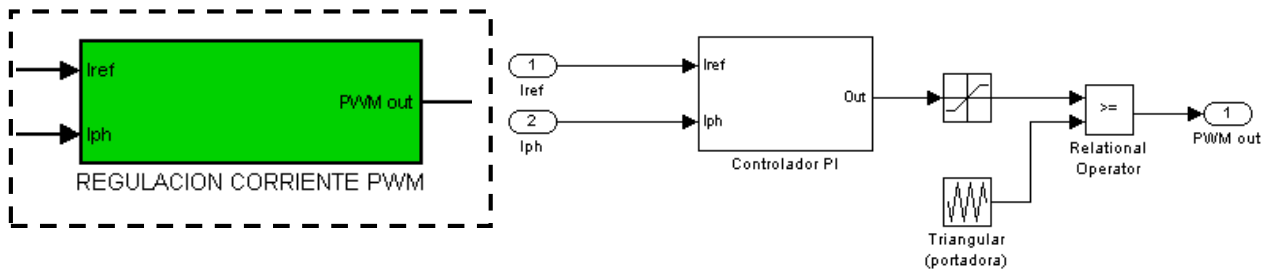 Iref
PWM out
Iph
REGULACION CORRIENTE PWM
1
Iref
2
Iph
Iref
Out
Iph
Controlador PI
>=
Relational
Operator
1
PWM out
Triangular
(portadora)